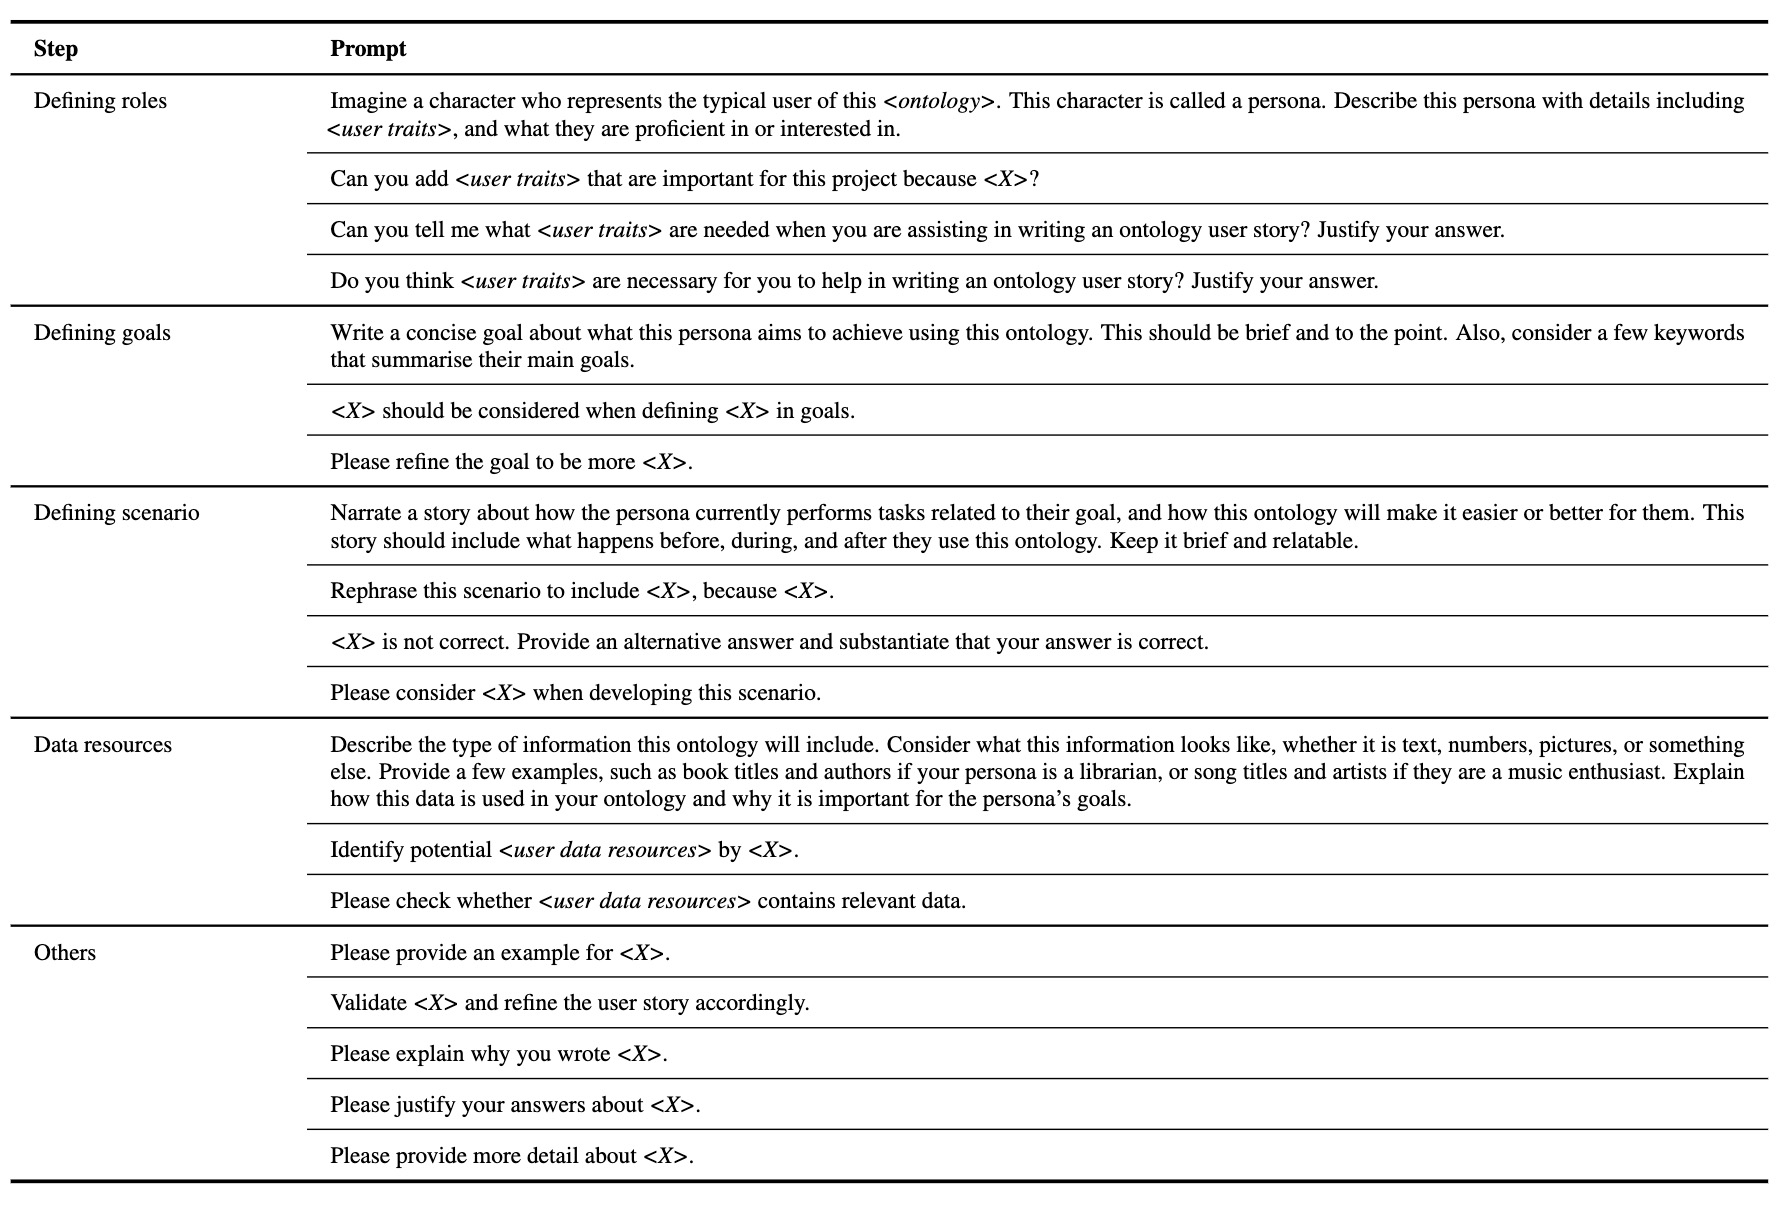 Step Prompt
Defining roles Imagine a character who represents the typical user of this <ontology>. This character is called a persona. Describe this persona with details including
<user traits>, and what they are proficient in or interested in.
Can you add <user traits> that are important for this project because <X>?
Can you tell me what <user traits> are needed when you are assisting in writing an ontology user story? Justify your answer.
Do you think <user traits> are necessary for you to help in writing an ontology user story? Justify your answer.
Defining goals Write a concise goal about what this persona aims to achieve using this ontology. This should be brief and to the point. Also, consider a few keywords
that summarise their main goals.
<X> should be considered when defining <X> in goals.
Please refine the goal to be more <X>.
Defining scenario Narrate a story about how the persona currently performs tasks related to their goal, and how this ontology will make it easier or better for them. This
story should include what happens before, during, and after they use this ontology. Keep it brief and relatable.
Rephrase this scenario to include <X>, because <X>.
<X> is not correct. Provide an alternative answer and substantiate that your answer is correct.
Please consider <X> when developing this scenario.
Data resources Describe the type of information this ontology will include. Consider what this information looks like, whether it is text, numbers, pictures, or something
else. Provide a few examples, such as book titles and authors if your persona is a librarian, or song titles and artists if they are a music enthusiast. Explain
how this data is used in your ontology and why it is important for the persona's goals.
Identify potential <user data resources> by <X>.
Please check whether <user data resources> contains relevant data.
Others Please provide an example for <X>.
Validate <X> and refine the user story accordingly.
Please explain why you wrote <X>.
Please justify your answers about <X>.
Please provide more detail about <X>.